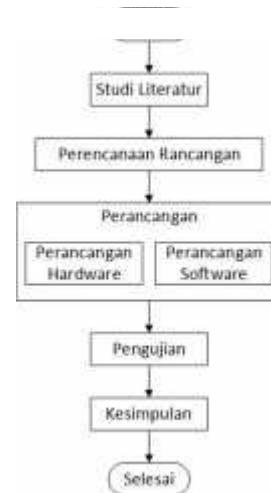 Studi Literatur
Perencanaan Rancangan
Perancangan
Perancangan Hardware
Perancangan Software
Pengujian
Kesimpulan
Selesai